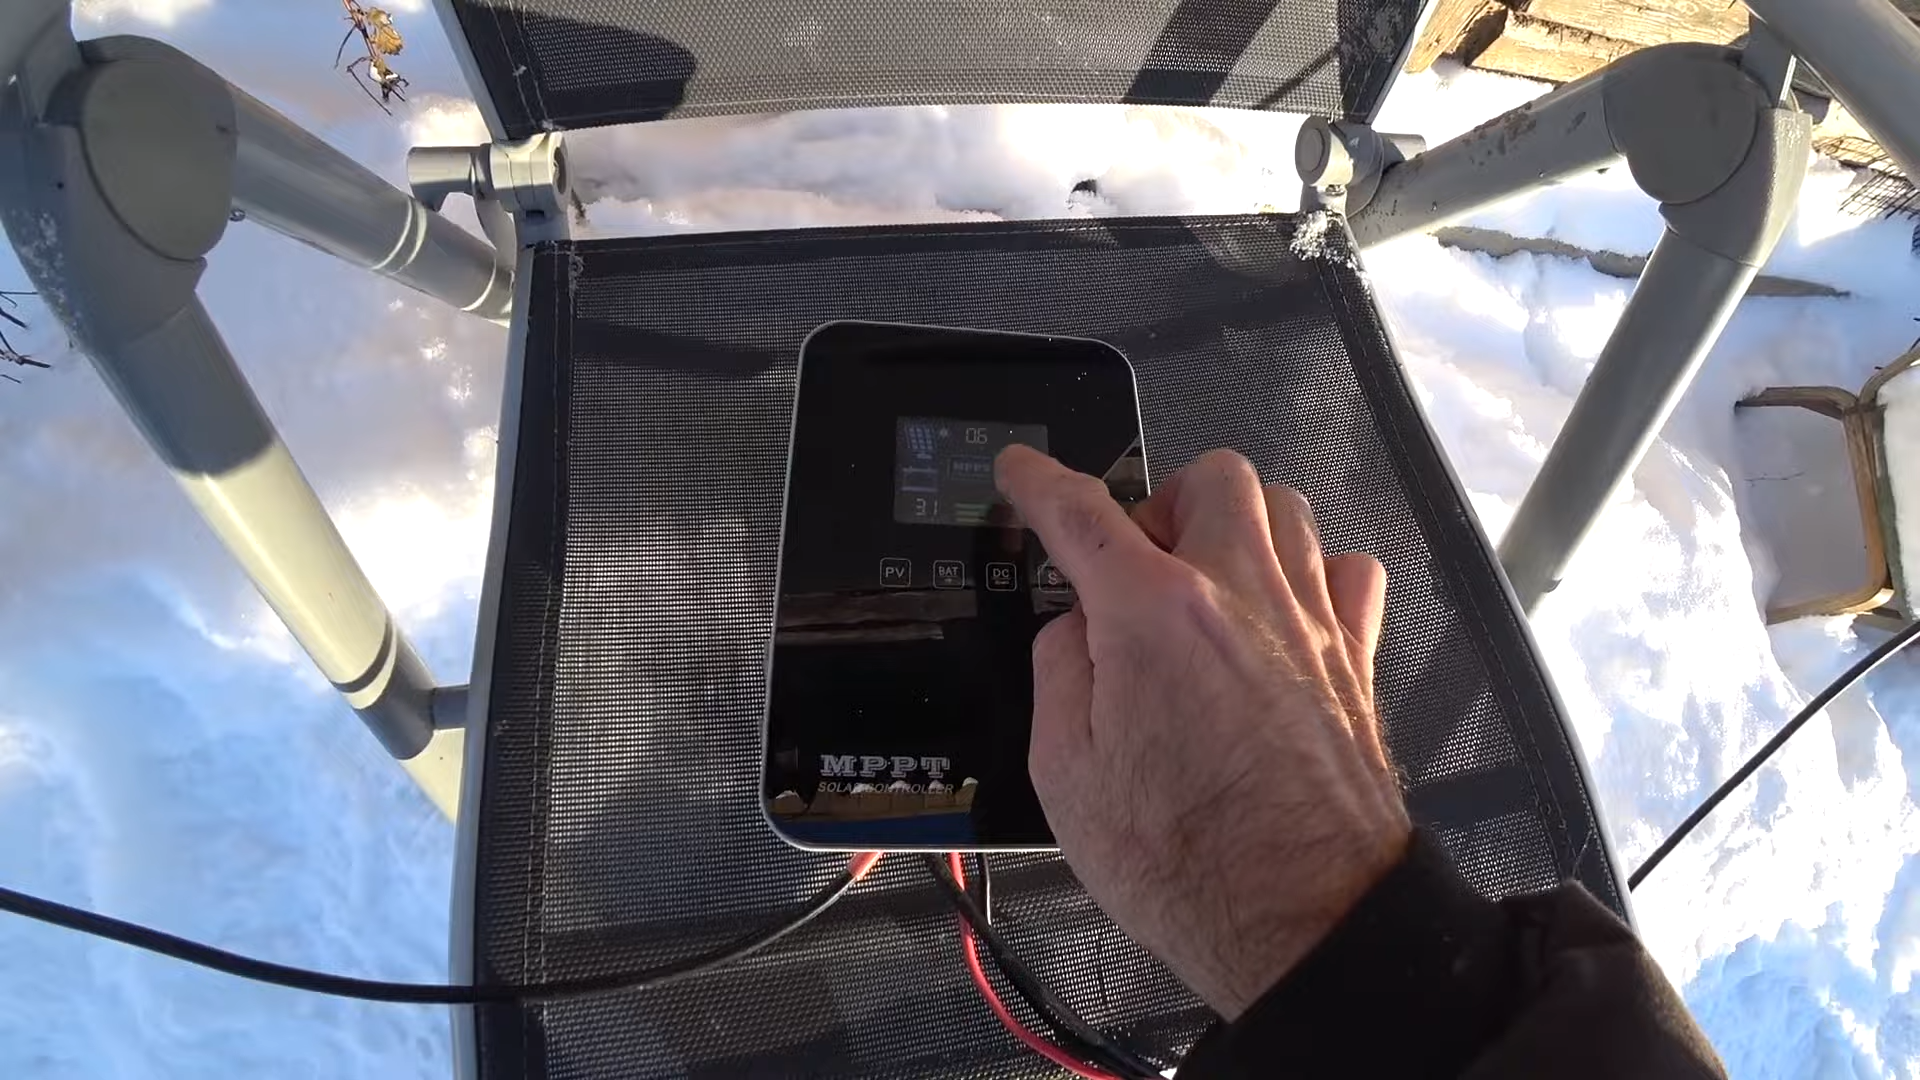 06
MPPT
31
PV
BAT
DC
S
MPPT
SOLAR CONTROLLER